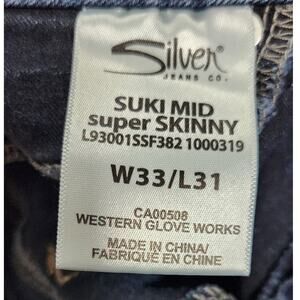 Silver
JEANS CO.
SUKI MID
super SKINNY
L93001SSF382 1000319
W33/L31
CA00508
WESTERN GLOVE WORKS
MADE IN CHINA/
FABRIQUÉ EN CHINE